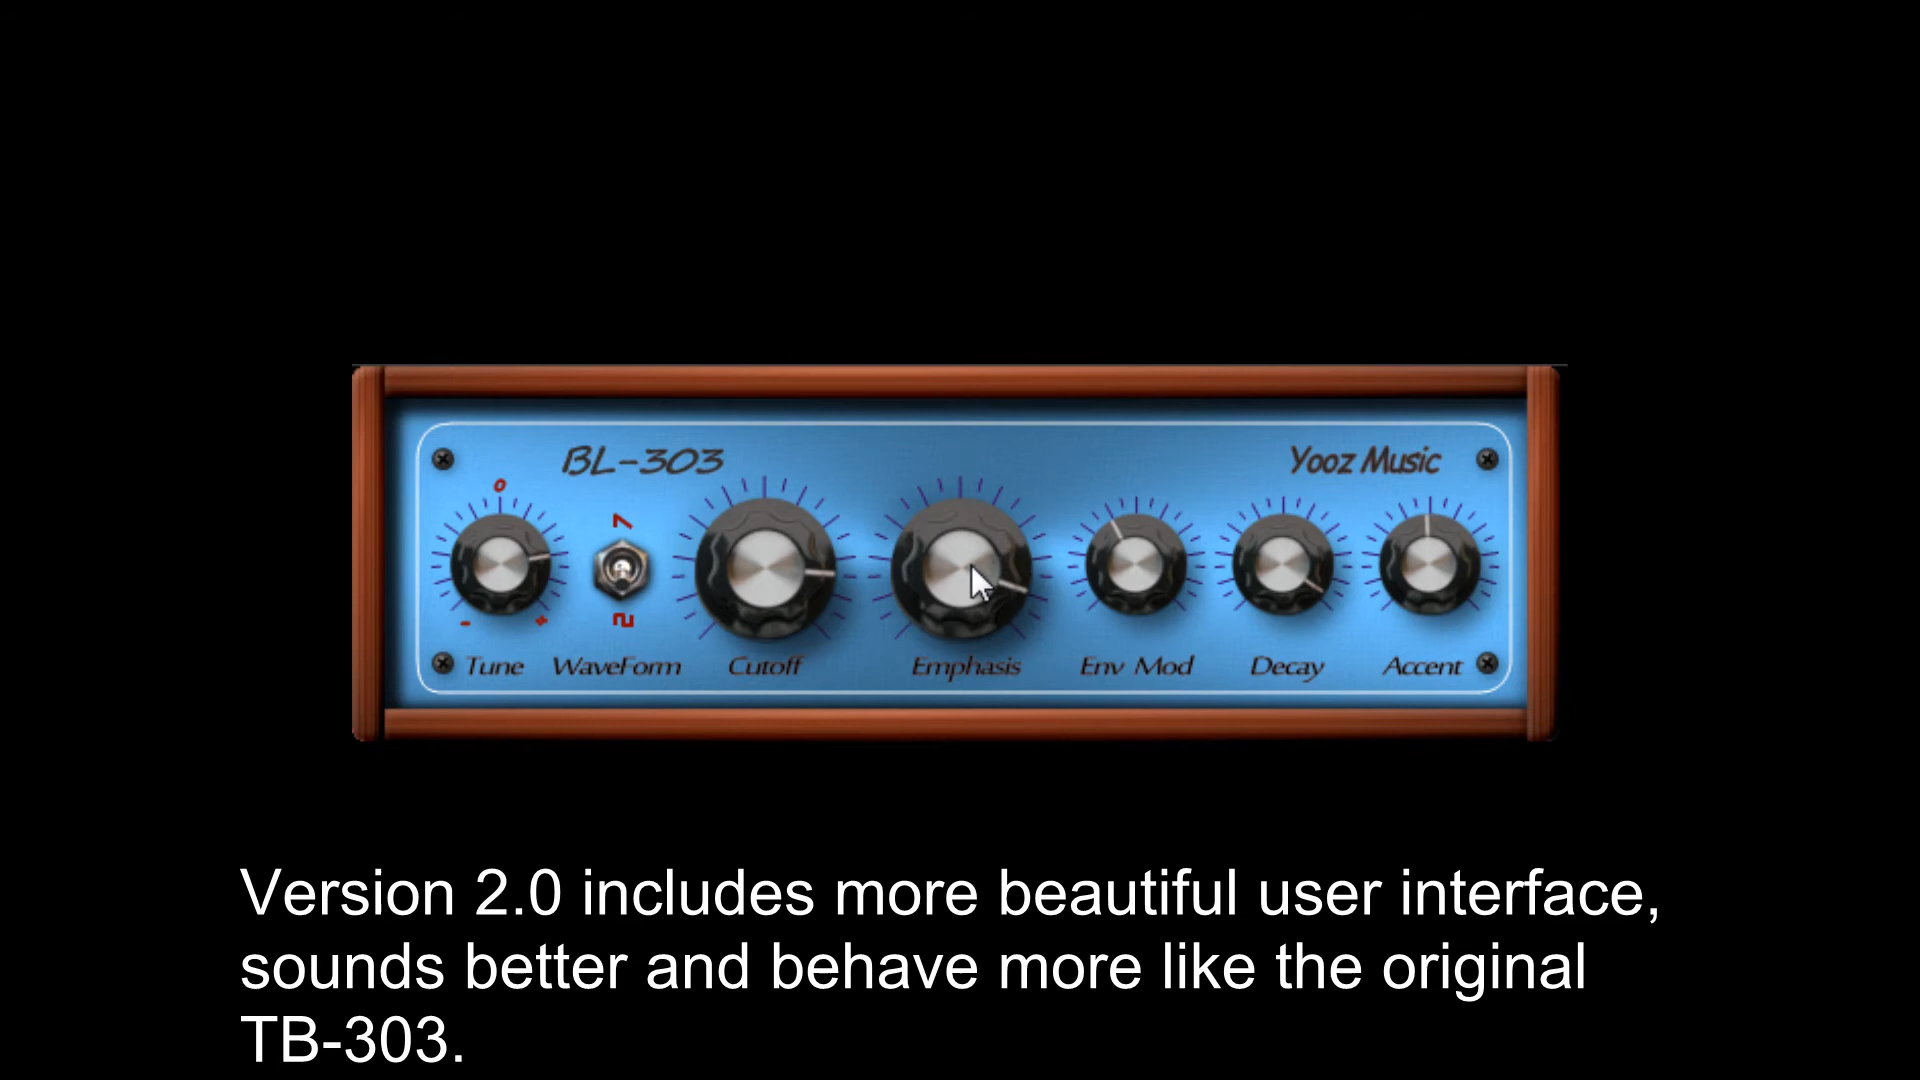 BL-303
Yooz Music
0
- +
Tune WaveForm Cutoff Emphasis Env Mod Decay Accent
Version 2.0 includes more beautiful user interface,
sounds better and behave more like the original
TB-303.